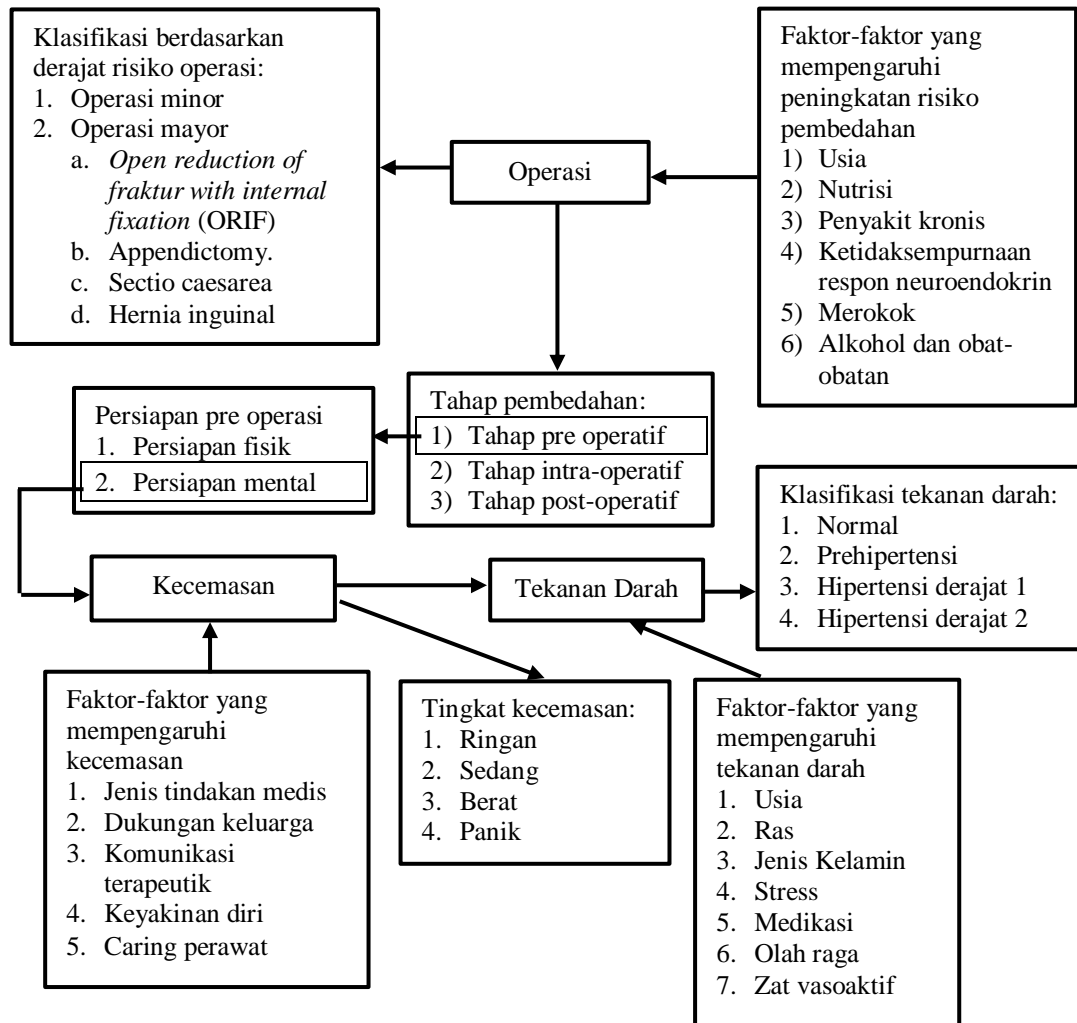 Klasifikasi berdasarkan
derajat risiko operasi:
1. Operasi minor
2. Operasi mayor
a. Open reduction of
fraktur with internal
fixation (ORIF)
b. Appendictomy.
c. Sectio caesarea
d. Hernia inguinal
Operasi
Faktor-faktor yang
mempengaruhi
peningkatan risiko
pembedahan
1) Usia
2) Nutrisi
3) Penyakit kronis
4) Ketidaksempurnaan
respon neuroendokrin
5) Merokok
6) Alkohol dan obat-
obatan
Persiapan pre operasi
1. Persiapan fisik
2. Persiapan mental
Tahap pembedahan:
1) Tahap pre operatif
2) Tahap intra-operatif
3) Tahap post-operatif
Klasifikasi tekanan darah:
1. Normal
2. Prehipertensi
3. Hipertensi derajat 1
4. Hipertensi derajat 2
Kecemasan
Tekanan Darah
Faktor-faktor yang
mempengaruhi
kecemasan
1. Jenis tindakan medis
2. Dukungan keluarga
3. Komunikasi
terapeutik
4. Keyakinan diri
5. Caring perawat
Tingkat kecemasan:
1. Ringan
2. Sedang
3. Berat
4. Panik
Faktor-faktor yang
mempengaruhi
tekanan darah
1. Usia
2. Ras
3. Jenis Kelamin
4. Stress
5. Medikasi
6. Olah raga
7. Zat vasoaktif